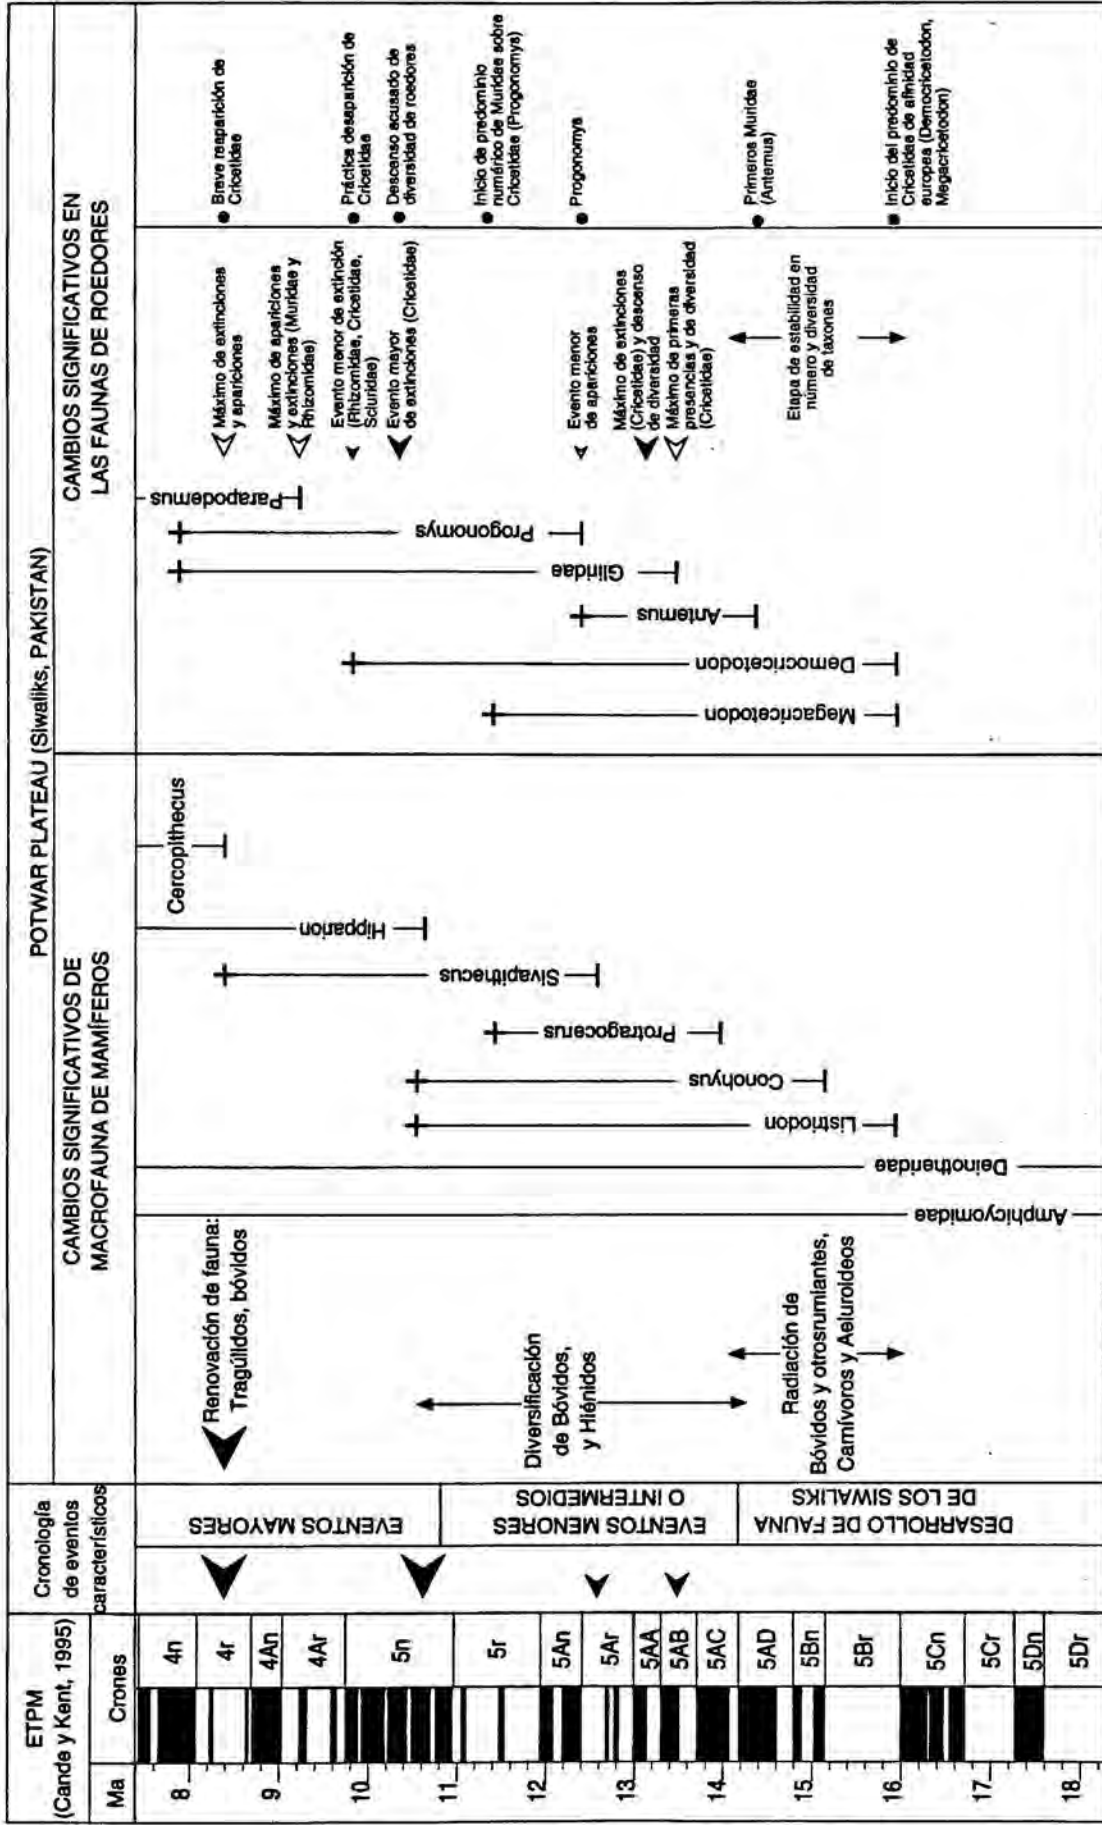 POTWAR PLATEAU (Siwaliks, PAKISTAN)
ETPM
(Cande y Kent, 1995)
Ma
Crones
Cronología
de eventos
característicos
CAMBIOS SIGNIFICATIVOS DE
MACROFAUNA DE MAMÍFEROS
CAMBIOS SIGNIFICATIVOS EN
LAS FAUNAS DE ROEDORES
8
9
10
11
12
13
14
15
16
17
18
4n
4r
4An
4Ar
5n
5r
5An
5Ar
5AA
5AB
5AC
5AD
5Bn
5Br
5Cn
5Cr
5Dn
5Dr
EVENTOS MAYORES
EVENTOS MENORES
O INTERMEDIOS
DESARROLLO DE FAUNA
DE LOS SIWALIKS
Renovación de fauna:
Tragúlidos, bóvidos
Diversificación
de Bóvidos,
y Hiénidos
Radiación de
Bóvidos y otrosrumiantes,
Carnívoros y Aeluroideos
Amphicyomidae
Deinotheridae
Listriodon
Conohyus
Protragocerus
Sivapithecus
Hipparion
Cercopithecus
Megacricetodon
Democricetodon
Antemus
Gliridae
Progonomys
Parapodemus
Máximo de extinciones
y apariciones
Máximo de apariciones
y extinciones (Muridae y
Rhizomidae)
Evento menor de extinción
(Rhizomidae, Cricetidae,
Sciuridae)
Evento mayor
de extinciones (Cricetidae)
Evento menor
de apariciones
Máximo de extinciones
(Cricetidae) y descenso
de diversidad
Máximo de primeras
presencias y de diversidad
(Cricetidae)
Etapa de estabilidad en
número y diversidad
de taxones
Breve reaparición de
Cricetidae
Práctica desaparición de
Cricetidae
Descenso acusado de
diversidad de roedores
Inicio de predominio
numérico de Muridae sobre
Cricetidae (Progonomys)
Progonomys
Primeros Muridae
(Antemus)
Inicio del predominio de
Cricetidae de afinidad
europea (Democricetodon,
Megacricetodon)